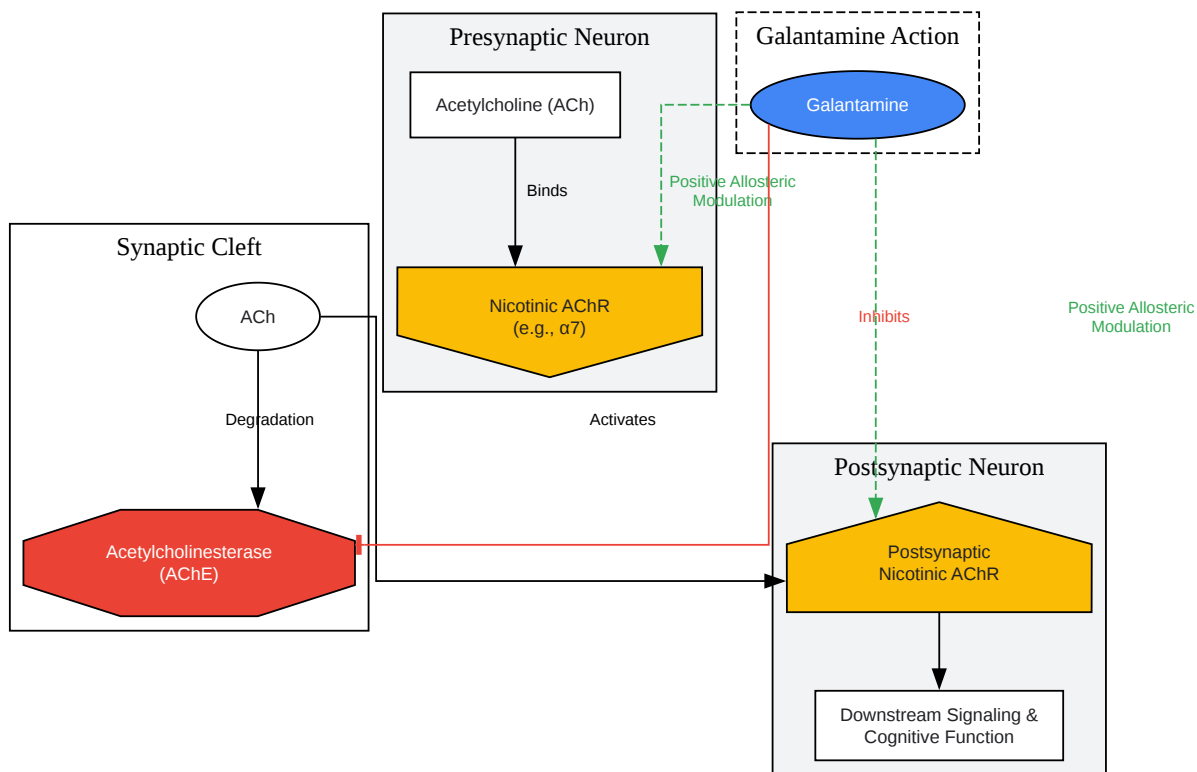 Presynaptic Neuron
Galantamine Action
Acetylcholine (ACh)
Galantamine
Binds
Positive Allosteric
Modulation
Synaptic Cleft
Nicotinic AChR
(e.g., α7)
ACh
Inhibits
Positive Allosteric
Modulation
Degradation
Activates
Postsynaptic Neuron
Acetylcholinesterase
(AChE)
Postsynaptic
Nicotinic AChR
Downstream Signaling &
Cognitive Function